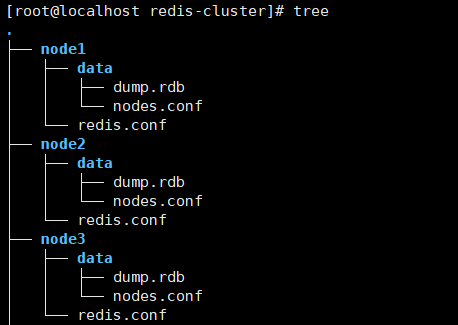 [root@localhost redis-cluster]# tree
.
├── node1
│   ├── data
│   │   ├── dump.rdb
│   │   └── nodes.conf
│   └── redis.conf
├── node2
│   ├── data
│   │   ├── dump.rdb
│   │   └── nodes.conf
│   └── redis.conf
├── node3
│   ├── data
│   │   ├── dump.rdb
│   │   └── nodes.conf
│   └── redis.conf